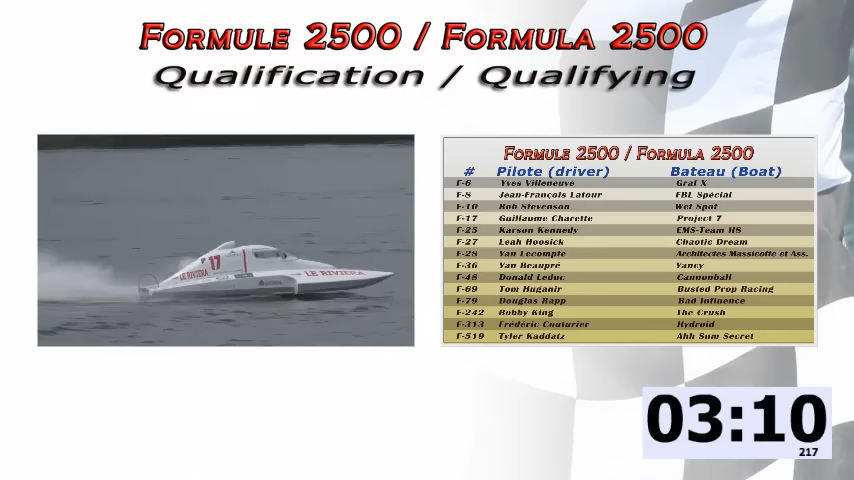 Formule 2500 / Formula 2500
Qualification / Qualifying
17
LE RIVIERA
LE RIVIERA
Formule 2500 / Formula 2500
# Pilote (driver) Bateau (Boat)
F-6 Yves Villeneuve Graf X
F-8 Jean-François Latour FBL Spécial
F-10 Rob Stevenson Wet Spot
F-17 Guillaume Charette Project 7
F-25 Karson Kennedy EMS-Team HS
F-27 Leah Hoosick Chaotic Dream
F-28 Yan Lecompte Architectes Massicotte et Ass.
F-36 Yan Beaupré Yancy
F-48 Donald Leduc Cannonball
F-69 Tom Huganir Busted Prop Racing
F-79 Douglas Rapp Bad Influence
F-242 Bobby King The Crush
F-313 Frédéric Couturier Hydroid
F-519 Tyler Kaddatz Ahh Sum Secret
03:10
217